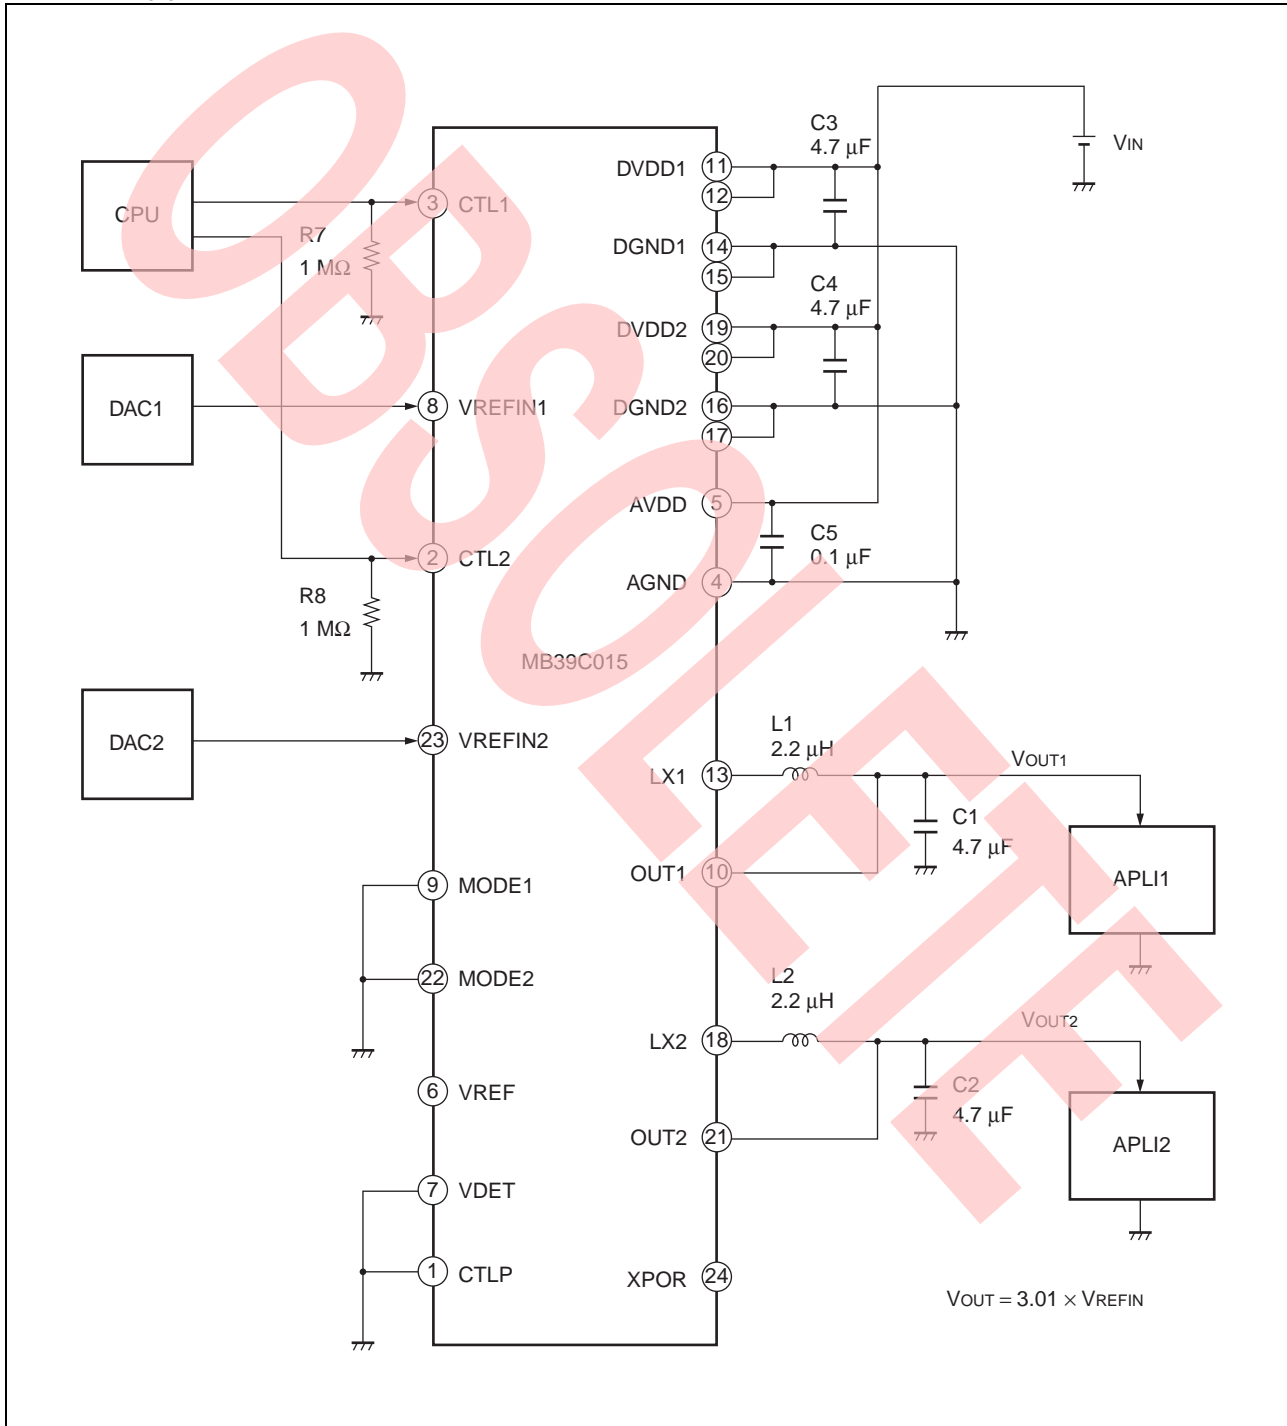 CPU
R7
1 MΩ
3 CTL1
DAC1
8 VREFIN1
2 CTL2
R8
1 MΩ
MB39C015
DAC2
23 VREFIN2
9 MODE1
22 MODE2
6 VREF
7 VDET
1 CTLP
DVDD1 11
12
C3
4.7 μF
VIN
DGND1 14
15
C4
4.7 μF
DVDD2 19
20
DGND2 16
17
AVDD 5
C5
0.1 μF
AGND 4
L1
2.2 μH
LX1 13
VOUT1
C1
4.7 μF
OUT1 10
APLI1
L2
2.2 μH
LX2 18
VOUT2
C2
4.7 μF
OUT2 21
APLI2
XPOR 24
VOUT = 3.01 × VREFIN
OBSOLETE